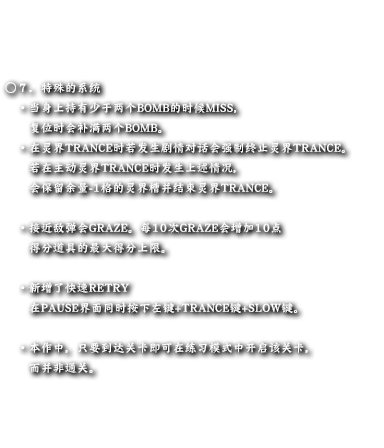 ○7．特殊的系统
・当身上持有少于两个BOMB的时候MISS，
复位时会补满两个BOMB。
・在灵界TRANCE时若发生剧情对话会强制终止灵界TRANCE。
若在主动灵界TRANCE时发生上述情况，
会保留余量-1格的灵界槽并结束灵界TRANCE。
・接近敌弹会GRAZE。每10次GRAZE会增加10点
得分道具的最大得分上限。
・新增了快速RETRY
在PAUSE界面同时按下左键+TRANCE键+SLOW键。
・本作中，只要到达关卡即可在练习模式中开启该关卡，
而并非通关。